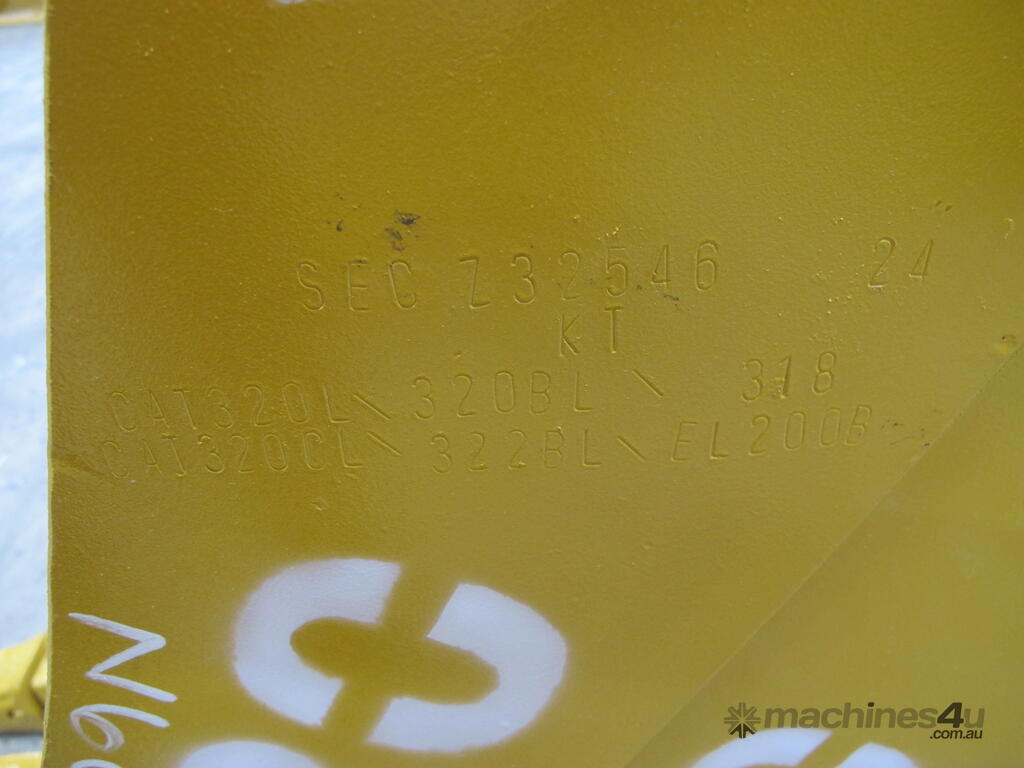 SEC Z32546 24
KT
CAT320L \ 320BL \ 318
CAT320CL \ 322BL \ EL200B
machines4u
.com.au